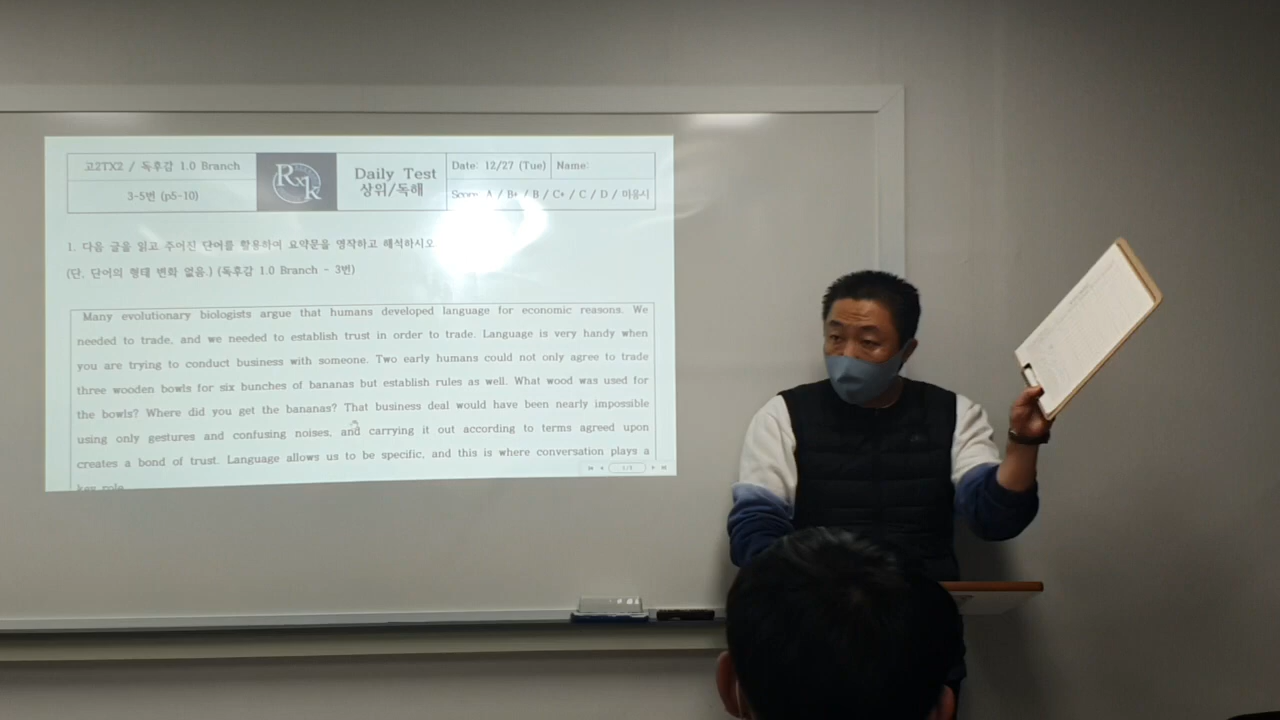 고2TX2 / 독후감 1.0 Branch
3-5번 (p5-10)
RxK
Daily Test
상위/독해
Date: 12/27 (Tue) Name:
Score: A / B+ / B / C+ / C / D / 미응시
1. 다음 글을 읽고 주어진 단어를 활용하여 요약문을 영작하고 해석하시오
(단, 단어의 형태 변화 없음.) (독후감 1.0 Branch - 3번)
Many evolutionary biologists argue that humans developed language for economic reasons. We
needed to trade, and we needed to establish trust in order to trade. Language is very handy when
you are trying to conduct business with someone. Two early humans could not only agree to trade
three wooden bowls for six bunches of bananas but establish rules as well. What wood was used for
the bowls? Where did you get the bananas? That business deal would have been nearly impossible
using only gestures and confusing noises, and carrying it out according to terms agreed upon
creates a bond of trust. Language allows us to be specific, and this is where conversation plays a
key role